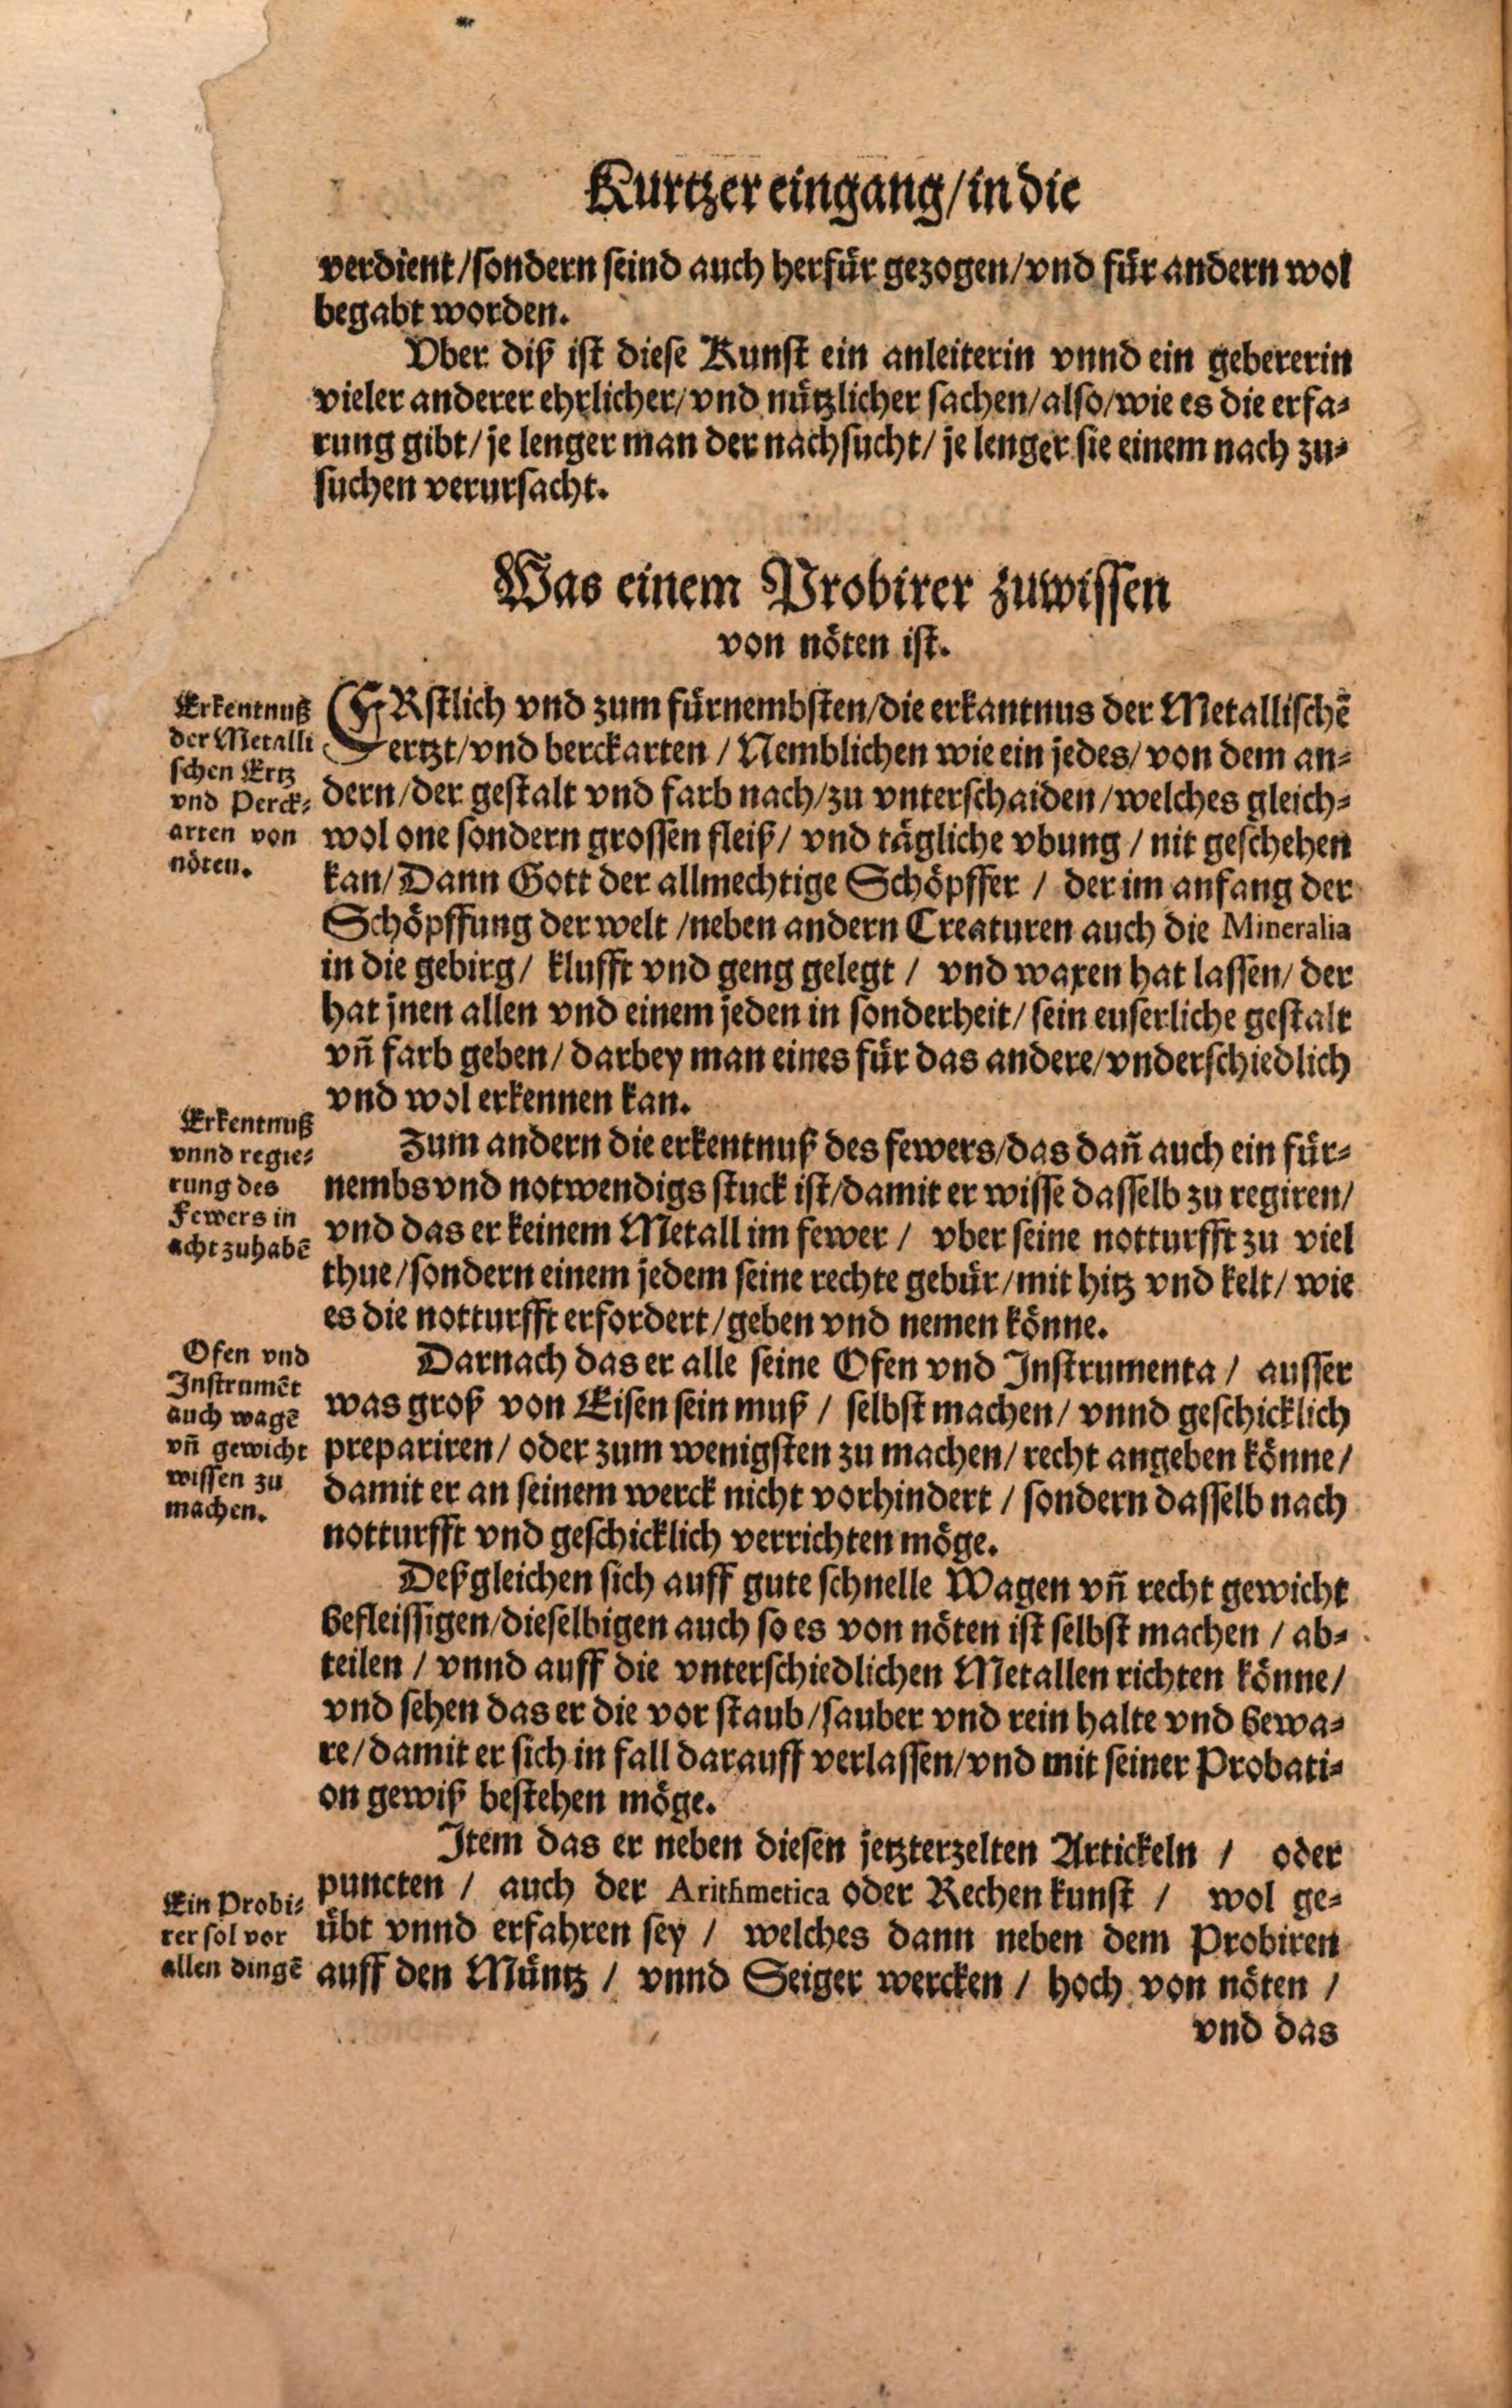 Kurtzer eingang/in die
verdient/sondern seind auch herfür gezogen/vnd für andern wol
begabt worden.
Vber diß ist diese Kunst ein anleiterin vnnd ein gebererin
vieler anderer ehrlicher/vnd nützlicher sachen/also/wie es die erfa-
rung gibt/je lenger man der nachsucht/je lenger sie einem nach zu-
suchen verursacht.
Was einem Probirer zuwissen
von nöten ist.
Erkentnuß
der Metalli
schen Ertz
vnd Perck-
arten von
nöten.
ERstlich vnd zum fürnembsten/die erkantnus der Metallischē
ertzt/vnd berckarten / Nemblichen wie ein jedes/von dem an-
dern/der gestalt vnd farb nach/zu vnterschaiden/welches gleich-
wol one sondern grossen fleiß/ vnd tägliche vbung / nit geschehen
kan/Dann Gott der allmechtige Schöpffer / der im anfang der
Schöpffung der welt /neben andern Creaturen auch die Mineralia
in die gebirg/ klufft vnd geng gelegt / vnd waxen hat lassen/ der
hat jnen allen vnd einem jeden in sonderheit/ sein euserliche gestalt
vñ farb geben/ darbey man eines für das andere/vnderschiedlich
vnd wol erkennen kan.
Erkentnuß
vnnd regie-
rung des
Fewers in
acht zuhabē
Zum andern die erkentnuß des fewers/das dañ auch ein für-
nembs vnd notwendigs stuck ist/damit er wisse dasselb zu regiren/
vnd das er keinem Metall im fewer / vber seine notturfft zu viel
thue/sondern einem jedem seine rechte gebür/mit hitz vnd kelt/ wie
es die notturfft erfordert/geben vnd nemen könne.
Ofen vnd
Instrumēt
auch wagē
vñ gewicht
wissen zu
machen.
Darnach das er alle seine Ofen vnd Instrumenta / ausser
was groß von Eisen sein muß / selbst machen/ vnnd geschicklich
prepariren/ oder zum wenigsten zu machen/ recht angeben könne/
damit er an seinem werck nicht vorhindert / sondern dasselb nach
notturfft vnd geschicklich verrichten möge.
Deßgleichen sich auff gute schnelle Wagen vñ recht gewicht
befleissigen/dieselbigen auch so es von nöten ist selbst machen / ab-
teilen / vnnd auff die vnterschiedlichen Metallen richten könne/
vnd sehen das er die vor staub/sauber vnd rein halte vnd bewa-
re/damit er sich in fall darauff verlassen/vnd mit seiner Probati-
on gewiß bestehen möge.
Item das er neben diesen jetzterzelten Artickeln / oder
puncten / auch der Arithmetica oder Rechen kunst / wol ge-
übt vnnd erfahren sey / welches dann neben dem Probiren
auff den Müntz / vnnd Seiger wercken / hoch von nöten /
Ein Probi-
rer sol vor
allen dingē
vnd das